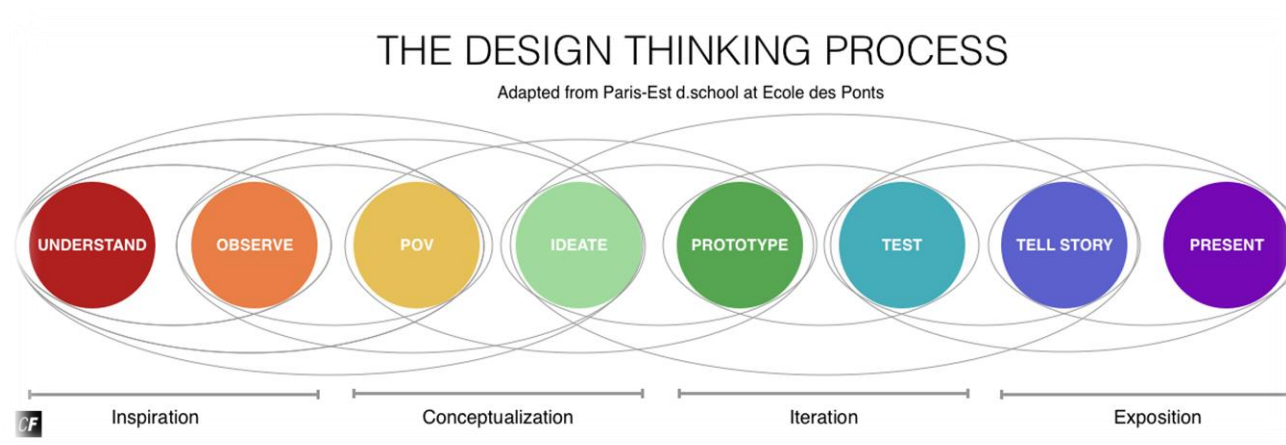 THE DESIGN THINKING PROCESS
Adapted from Paris-Est d.school at Ecole des Ponts
UNDERSTAND OBSERVE POV IDEATE PROTOTYPE TEST TELL STORY PRESENT
Inspiration Conceptualization Iteration Exposition
CF